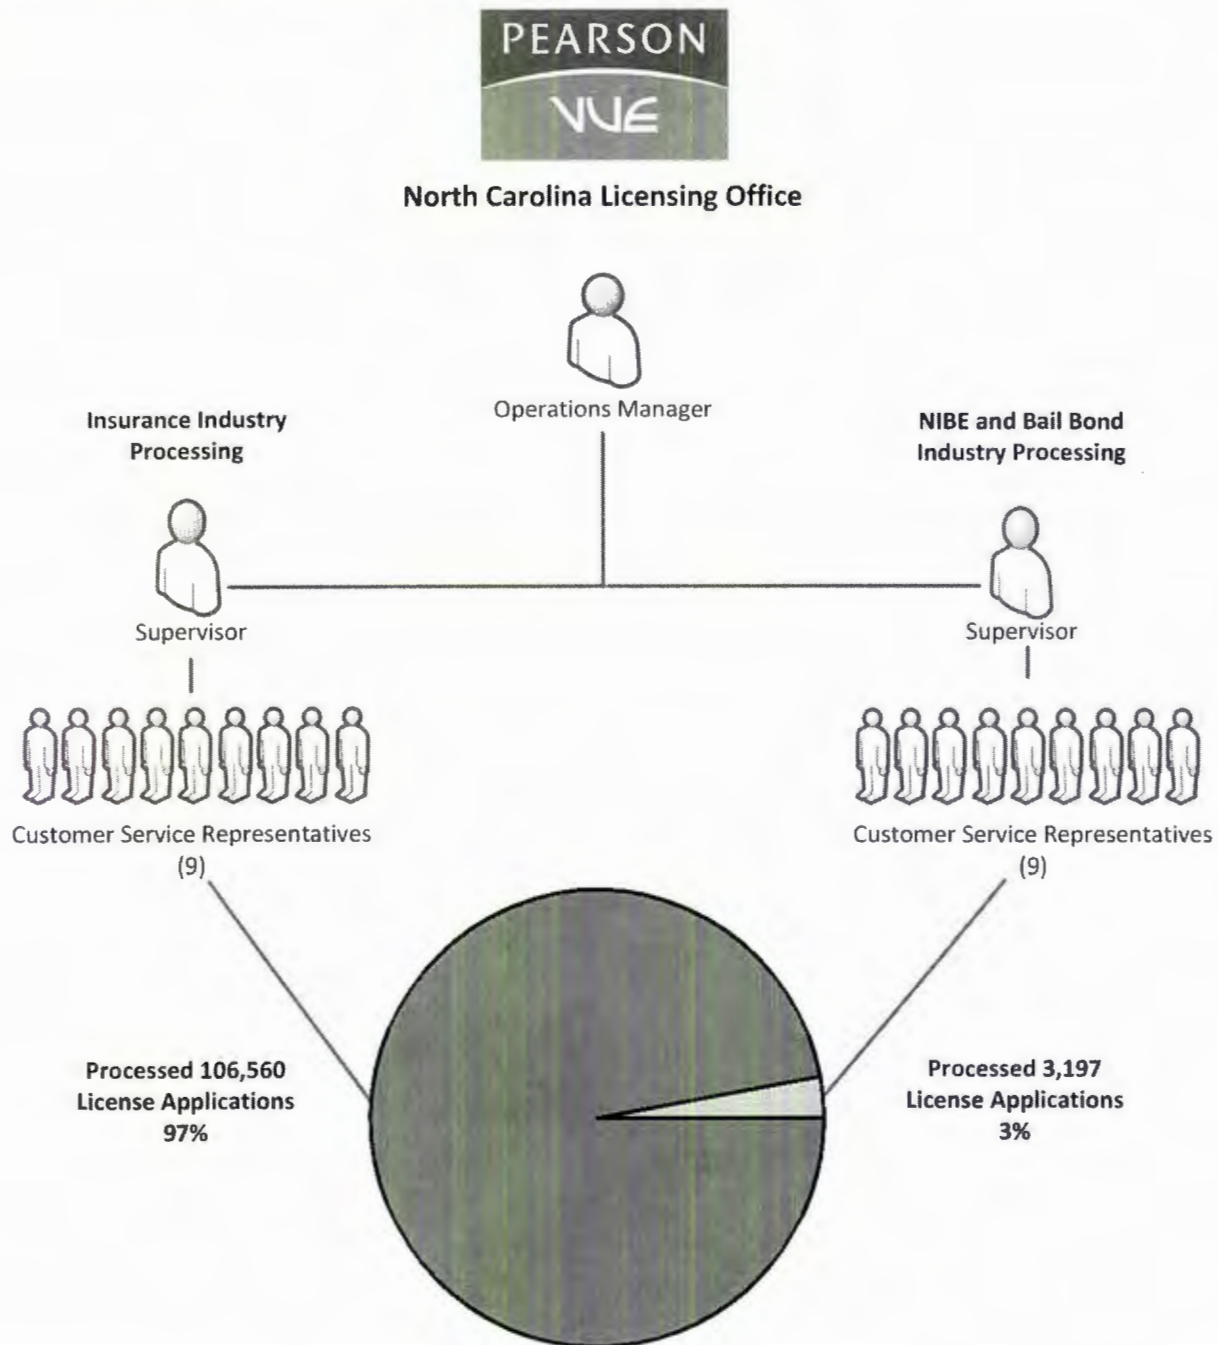 PEARSON
VUE
North Carolina Licensing Office
Operations Manager
Insurance Industry
Processing
NIBE and Bail Bond
Industry Processing
Supervisor
Supervisor
Customer Service Representatives
(9)
Customer Service Representatives
(9)
Processed 106,560
License Applications
97%
Processed 3,197
License Applications
3%